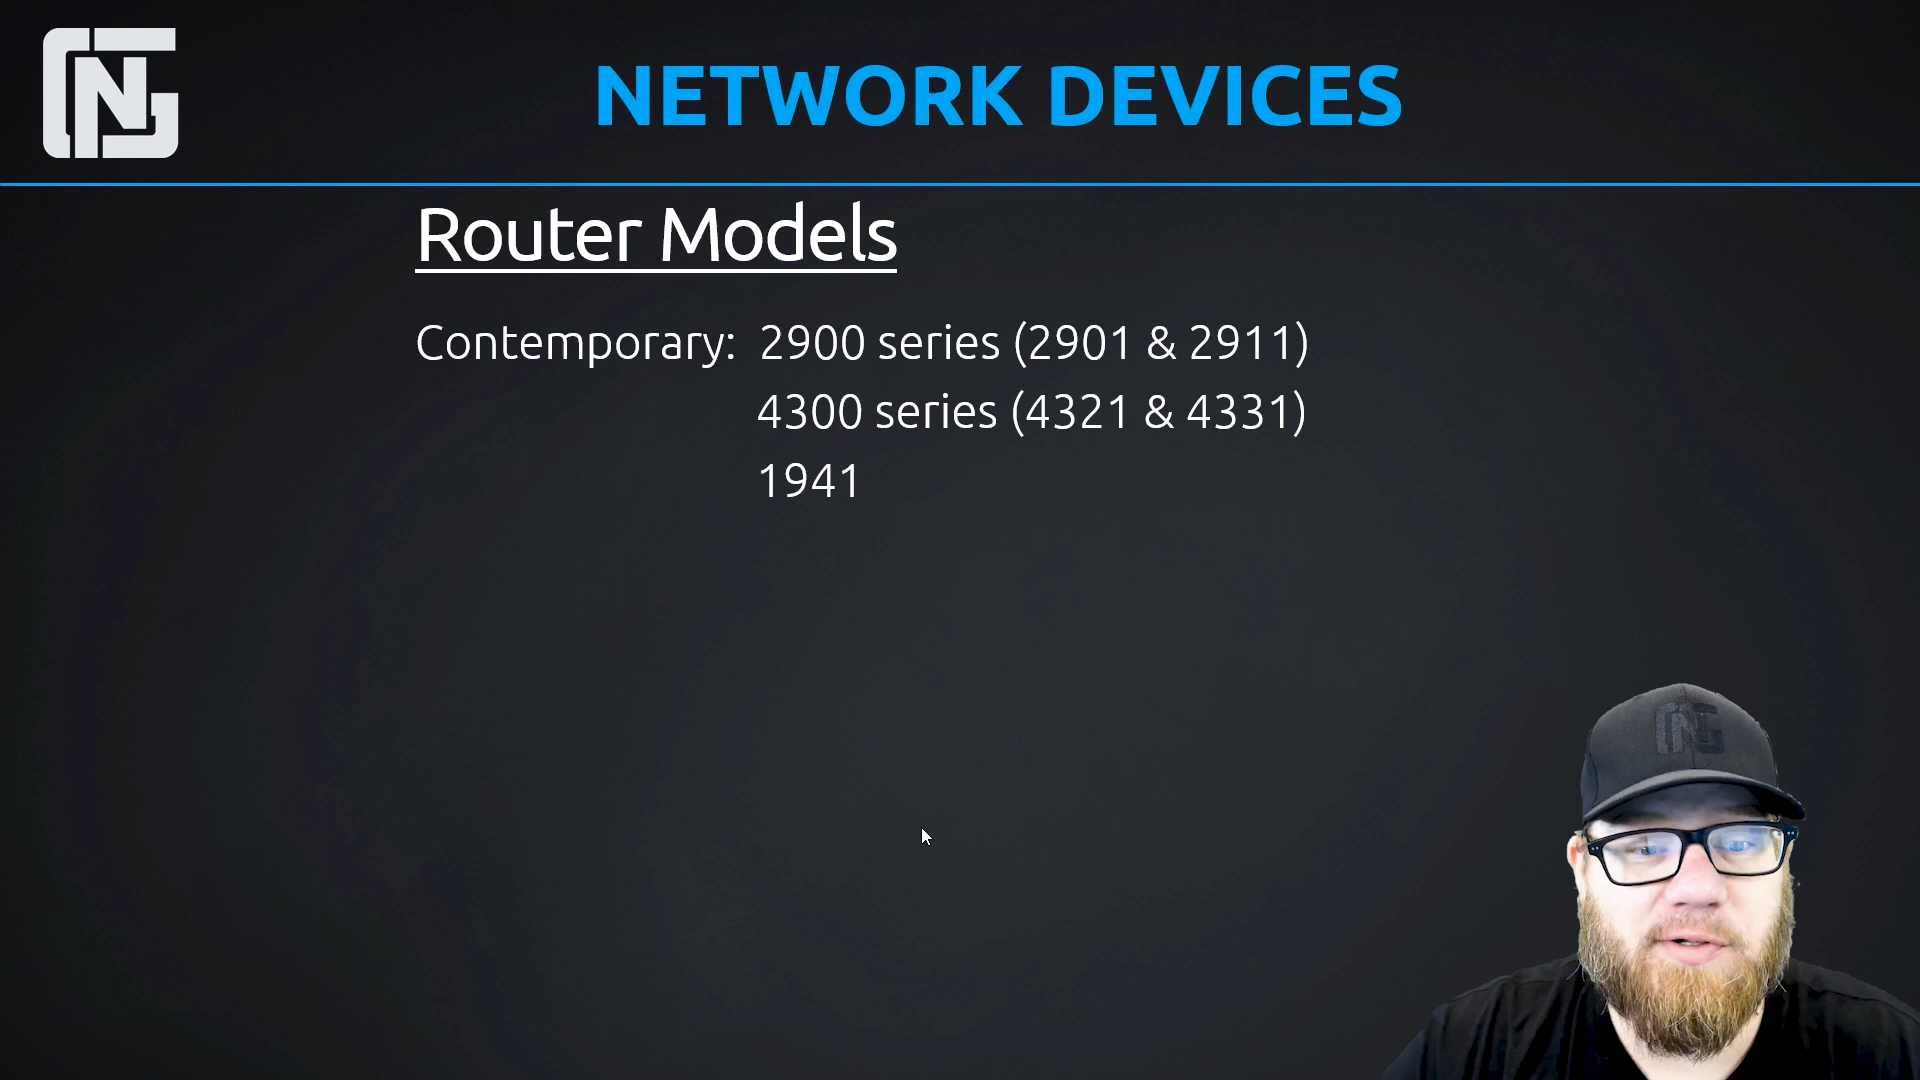 NETWORK DEVICES
Router Models
Contemporary: 2900 series (2901 & 2911)
4300 series (4321 & 4331)
1941